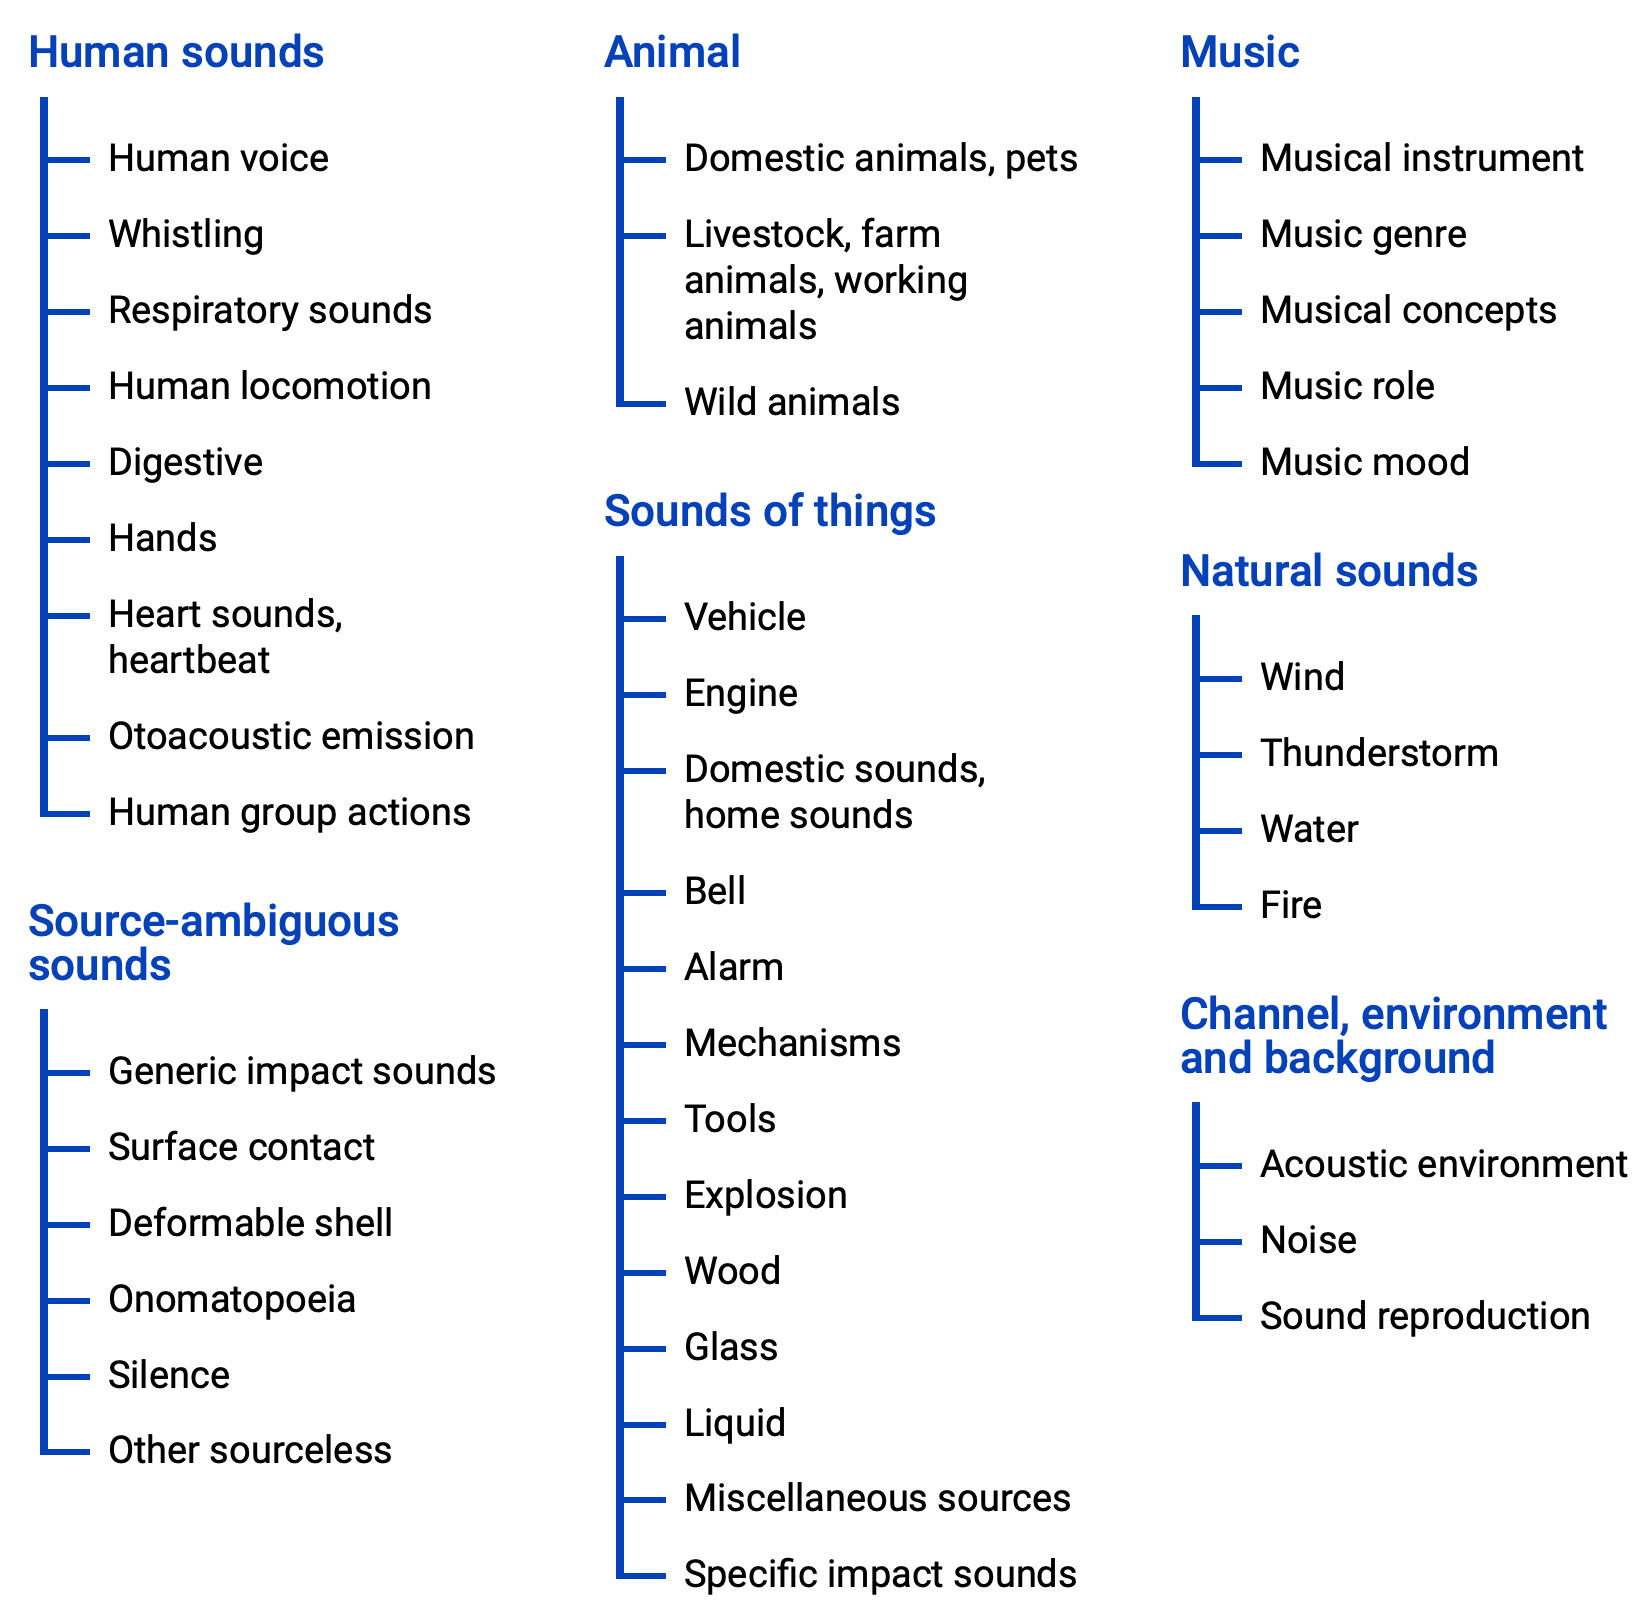 Human sounds
Human voice
Whistling
Respiratory sounds
Human locomotion
Digestive
Hands
Heart sounds,
heartbeat
Otoacoustic emission
Human group actions
Source-ambiguous
sounds
Generic impact sounds
Surface contact
Deformable shell
Onomatopoeia
Silence
Other sourceless
Animal
Domestic animals, pets
Livestock, farm
animals, working
animals
Wild animals
Sounds of things
Vehicle
Engine
Domestic sounds,
home sounds
Bell
Alarm
Mechanisms
Tools
Explosion
Wood
Glass
Liquid
Miscellaneous sources
Specific impact sounds
Music
Musical instrument
Music genre
Musical concepts
Music role
Music mood
Natural sounds
Wind
Thunderstorm
Water
Fire
Channel, environment
and background
Acoustic environment
Noise
Sound reproduction